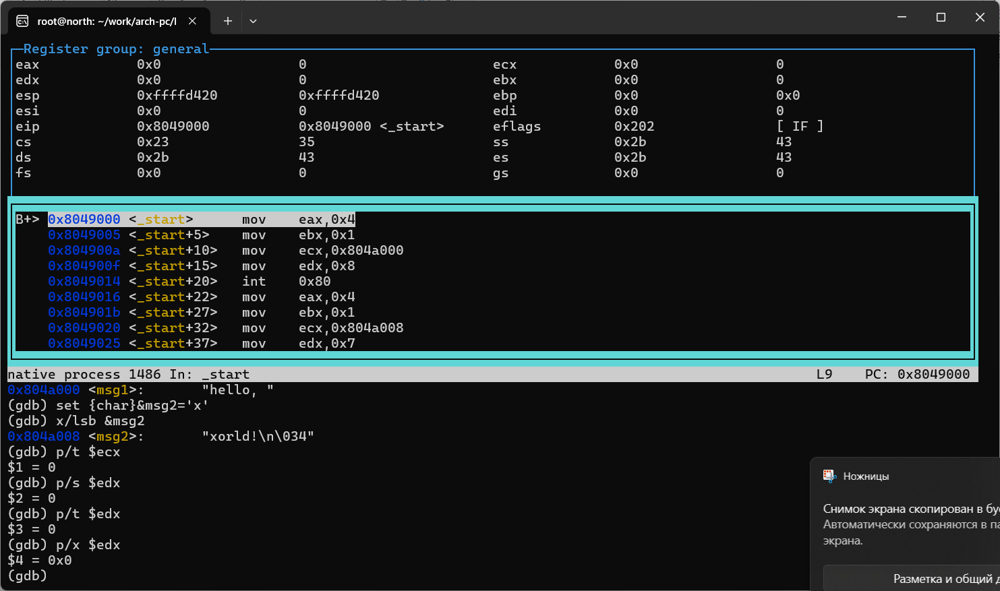 root@north: ~/work/arch-pc/l
Register group: general
eax 0x0 0 ecx 0x0 0
edx 0x0 0 ebx 0x0 0
esp 0xffffd420 0xffffd420 ebp 0x0 0x0
esi 0x0 0 edi 0x0 0
eip 0x8049000 0x8049000 <_start> eflags 0x202 [ IF ]
cs 0x23 35 ss 0x2b 43
ds 0x2b 43 es 0x2b 43
fs 0x0 0 gs 0x0 0
B+> 0x8049000 <_start> mov eax,0x4
0x8049005 <_start+5> mov ebx,0x1
0x804900a <_start+10> mov ecx,0x804a000
0x804900f <_start+15> mov edx,0x8
0x8049014 <_start+20> int 0x80
0x8049016 <_start+22> mov eax,0x4
0x804901b <_start+27> mov ebx,0x1
0x8049020 <_start+32> mov ecx,0x804a008
0x8049025 <_start+37> mov edx,0x7
native process 1486 In: _start L9 PC: 0x8049000
0x804a000 <msg1>: "hello, "
(gdb) set {char}&msg2='x'
(gdb) x/lsb &msg2
0x804a008 <msg2>: "xorld!\n\034"
(gdb) p/t $ecx
$1 = 0
(gdb) p/s $edx
$2 = 0
(gdb) p/t $edx
$3 = 0
(gdb) p/x $edx
$4 = 0x0
(gdb)
Ножницы
Снимок экрана скопирован в бу
Автоматически сохраняются в па
экрана.
Разметка и общий д